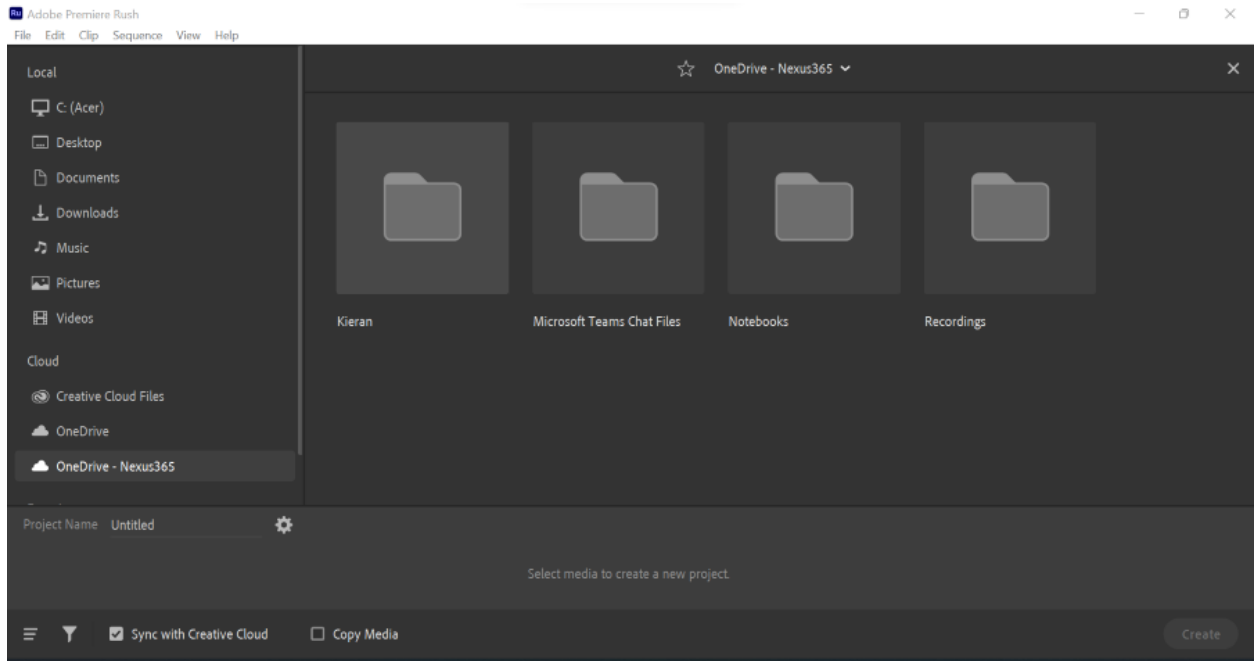 Ru Adobe Premiere Rush
File Edit Clip Sequence View Help
Local
C: (Acer)
Desktop
Documents
Downloads
Music
Pictures
Videos
Cloud
Creative Cloud Files
OneDrive
OneDrive - Nexus365
OneDrive - Nexus365
Kieran
Microsoft Teams Chat Files
Notebooks
Recordings
Project Name Untitled
Select media to create a new project.
Sync with Creative Cloud
Copy Media
Create